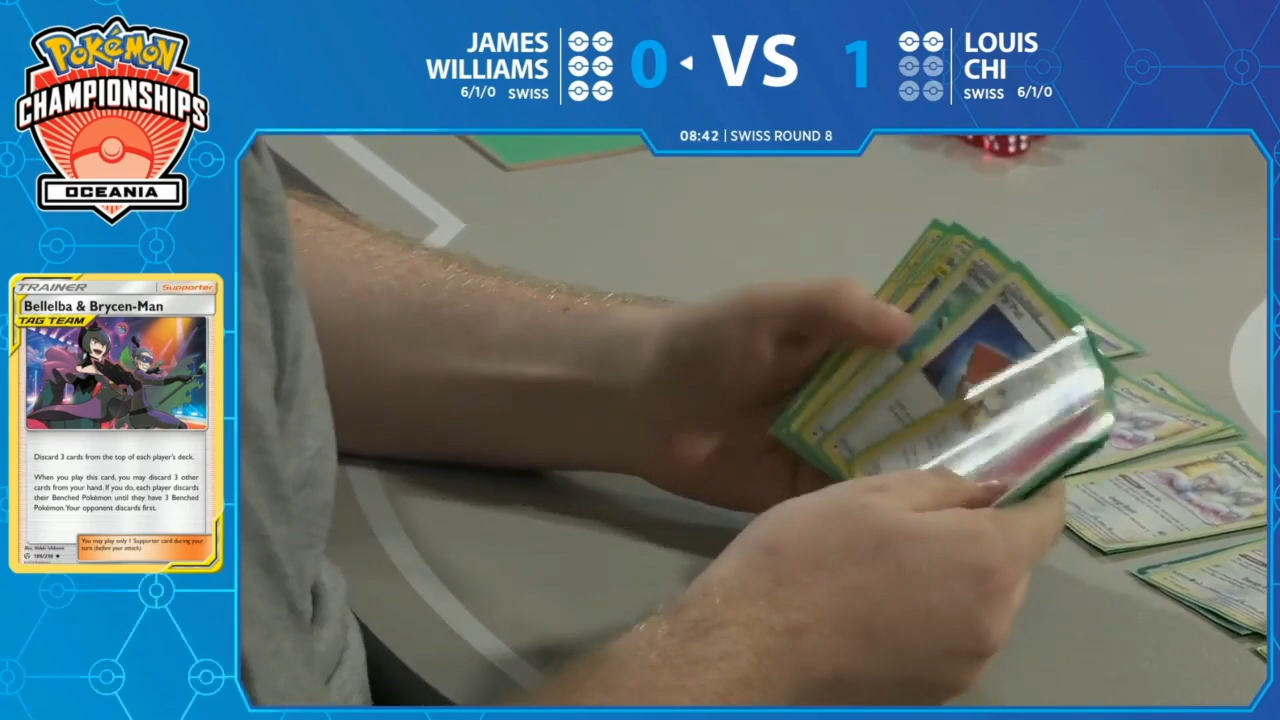 Pokémon
CHAMPIONSHIPS
OCEANIA
JAMES
WILLIAMS
6/1/0 SWISS
0
VS
1
LOUIS
CHI
SWISS 6/1/0
08:42 | SWISS ROUND 8
TRAINER
Supporter
Bellelba & Brycen-Man
TAG TEAM
Discard 3 cards from the top of each player's deck.
When you play this card, you may discard 3 other
cards from your hand. If you do, each player discards
their Benched Pokémon until they have 3 Benched
Pokémon. Your opponent discards first.
You may play only 1 Supporter card during your
turn (before your attack).